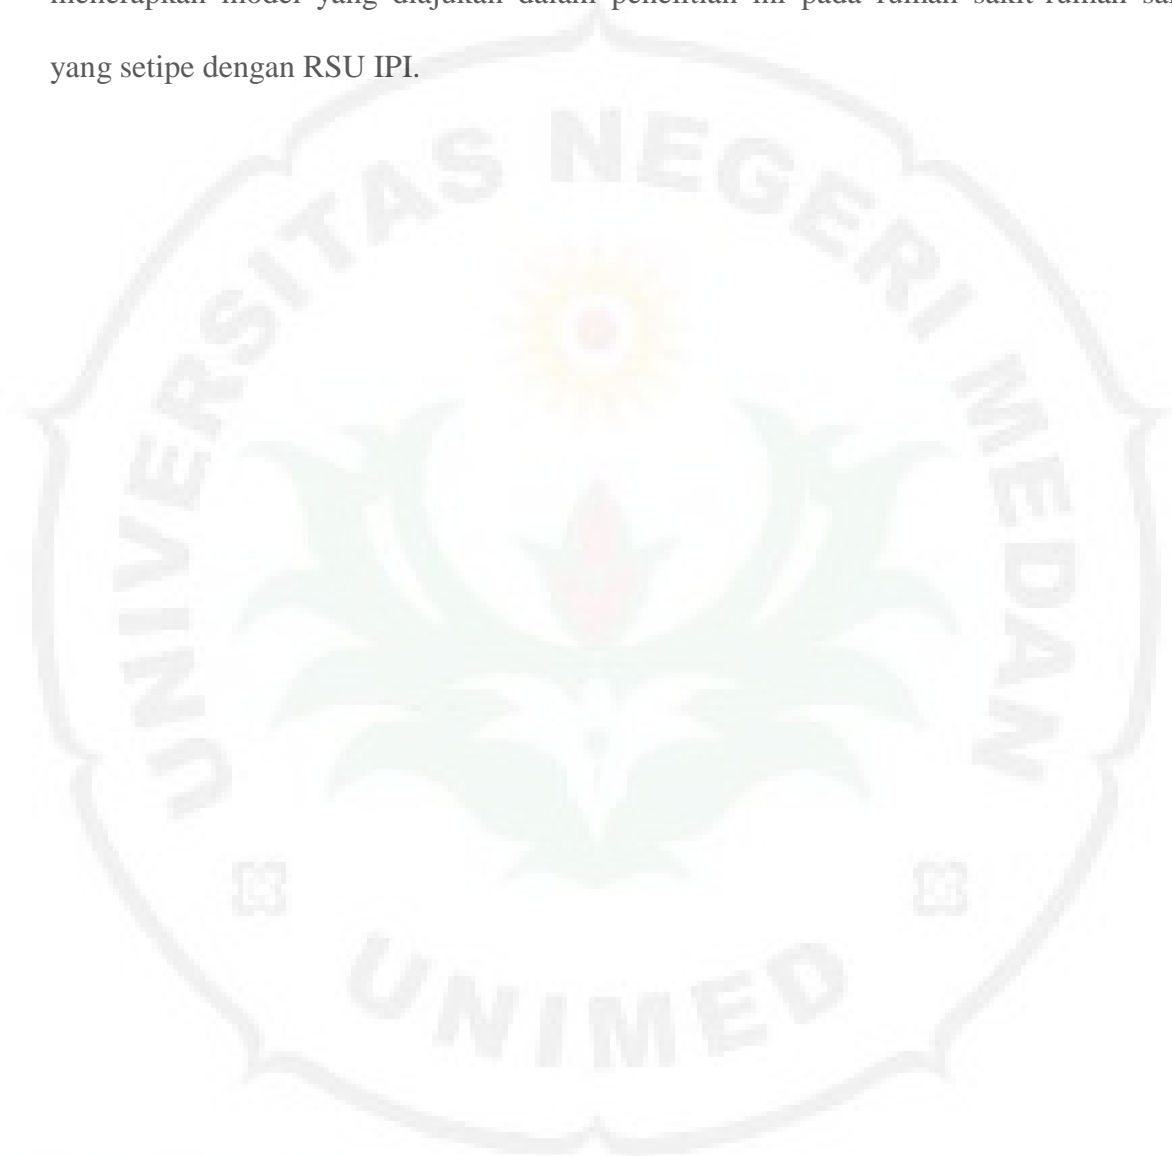 menerapkan model yang diajukan dalam penelitian ini pada rumah sakit-rumah
yang setipe dengan RSU IPI.
UNIVERSITAS NEGERI MEDAN
UNIMED